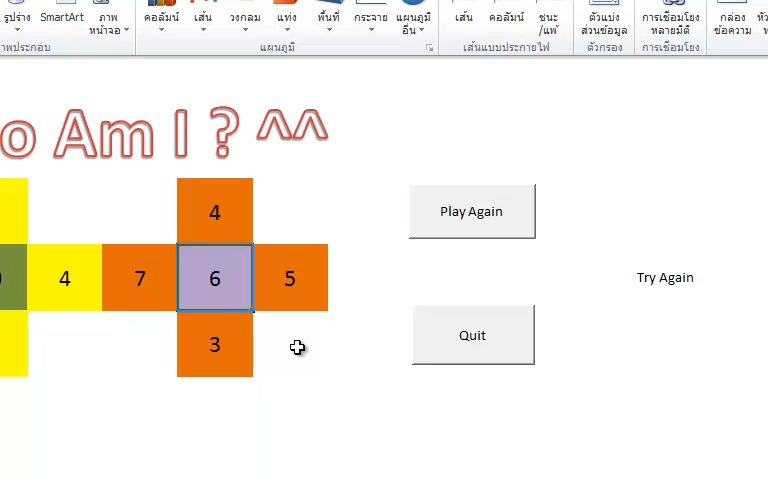 รูปร่าง SmartArt ภาพ คอลัมน์ เส้น วงกลม แท่ง พื้นที่ กระจาย แผนภูมิ เส้น คอลัมน์ ชนะ ตัวแบ่ง การเชื่อมโยง กล่อง
หน้าจอ อื่น /แพ้ ส่วนข้อมูล หลายมิติ ข้อความ
าพประกอบ แผนภูมิ เส้นแบบประกายไฟ ตัวกรอง การเชื่อมโยง
o Am I ? ^^
4
Play Again
4 7 6 5
Try Again
Quit
3